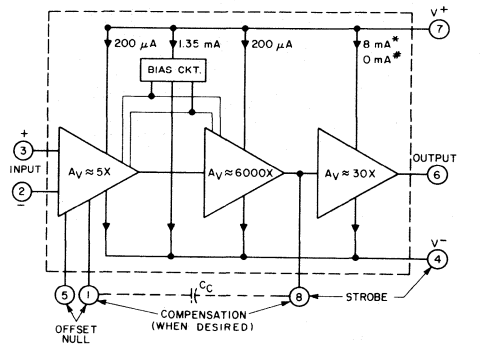 V+
7
200 µA
1.35 mA
200 µA
8 mA*
0 mA#
BIAS CKT.
+
3
INPUT
2
−
AV ≈ 5X
AV ≈ 6000X
AV ≈ 30X
OUTPUT
6
V−
4
5
1
CC
8
STROBE
OFFSET
NULL
COMPENSATION
(WHEN DESIRED)